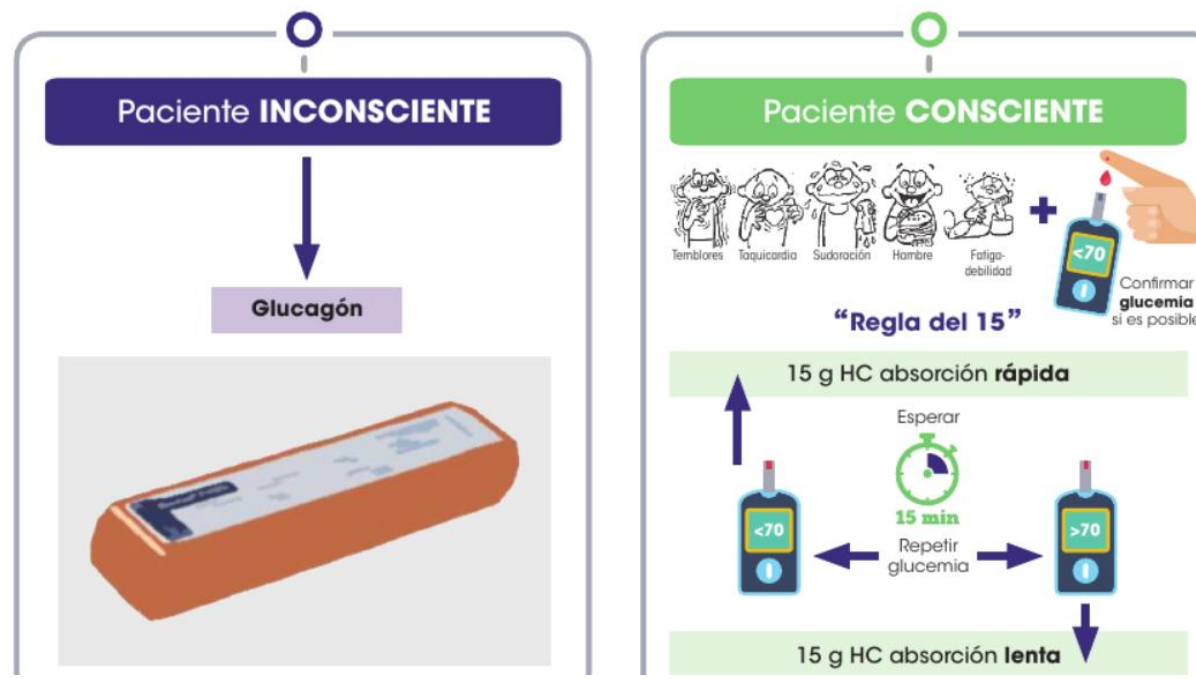 Paciente INCONSCIENTE
Glucagón
Paciente CONSCIENTE
Temblores
Taquicardia
Sudoración
Hambre
Fatiga-
debilidad
+
<70
Confirmar
glucemia
si es posible
“Regla del 15”
15 g HC absorción rápida
Esperar
15 min
<70
Repetir
glucemia
>70
15 g HC absorción lenta